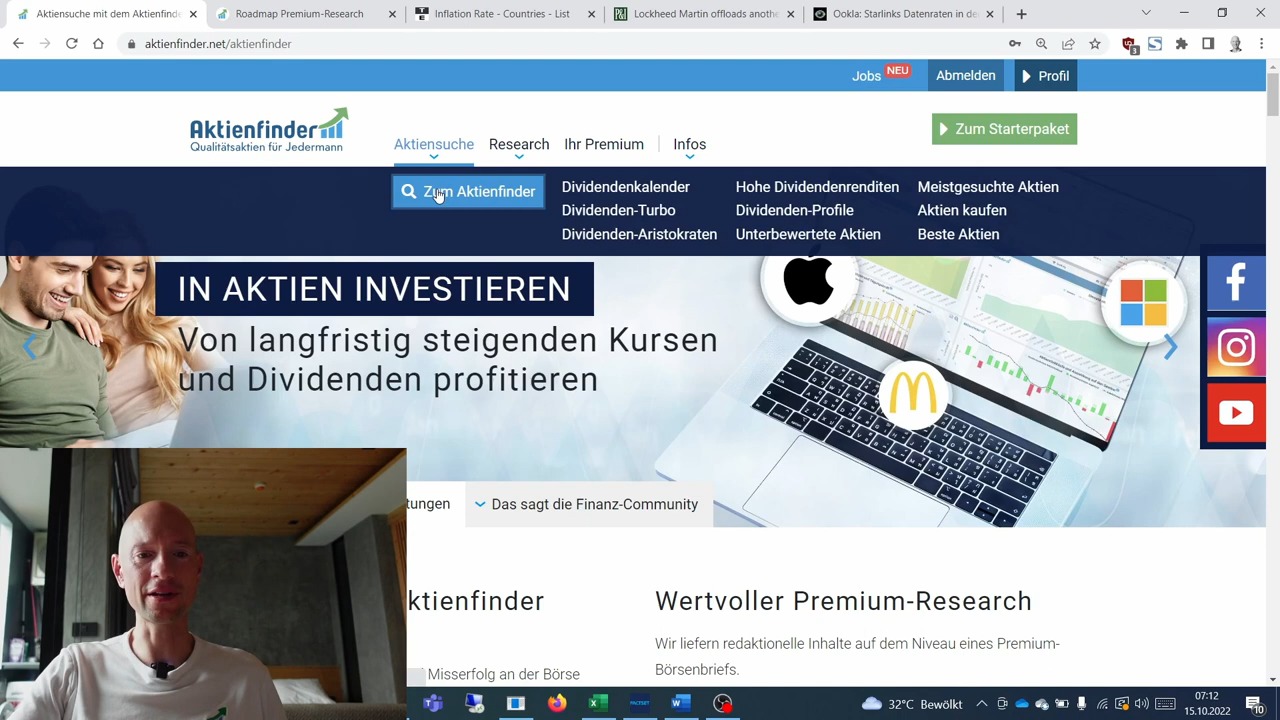 Aktiensuche mit dem Aktienfinde
Roadmap Premium-Research
Inflation Rate - Countries - List
Lockheed Martin offloads anothe
Ookla: Starlinks Datenraten in de
aktienfinder.net/aktienfinder
3
Jobs NEU
Abmelden
Profil
Aktienfinder
Qualitätsaktien für Jedermann
Aktiensuche
Research
Ihr Premium
Infos
Zum Starterpaket
Zum Aktienfinder
Dividendenkalender
Hohe Dividendenrenditen
Meistgesuchte Aktien
Dividenden-Turbo
Dividenden-Profile
Aktien kaufen
Dividenden-Aristokraten
Unterbewertete Aktien
Beste Aktien
IN AKTIEN INVESTIEREN
Von langfristig steigenden Kursen
und Dividenden profitieren
tungen
Das sagt die Finanz-Community
ktienfinder
Wertvoller Premium-Research
Wir liefern redaktionelle Inhalte auf dem Niveau eines Premium-
Börsenbriefs.
Misserfolg an der Börse
32°C Bewölkt
07:12
15.10.2022